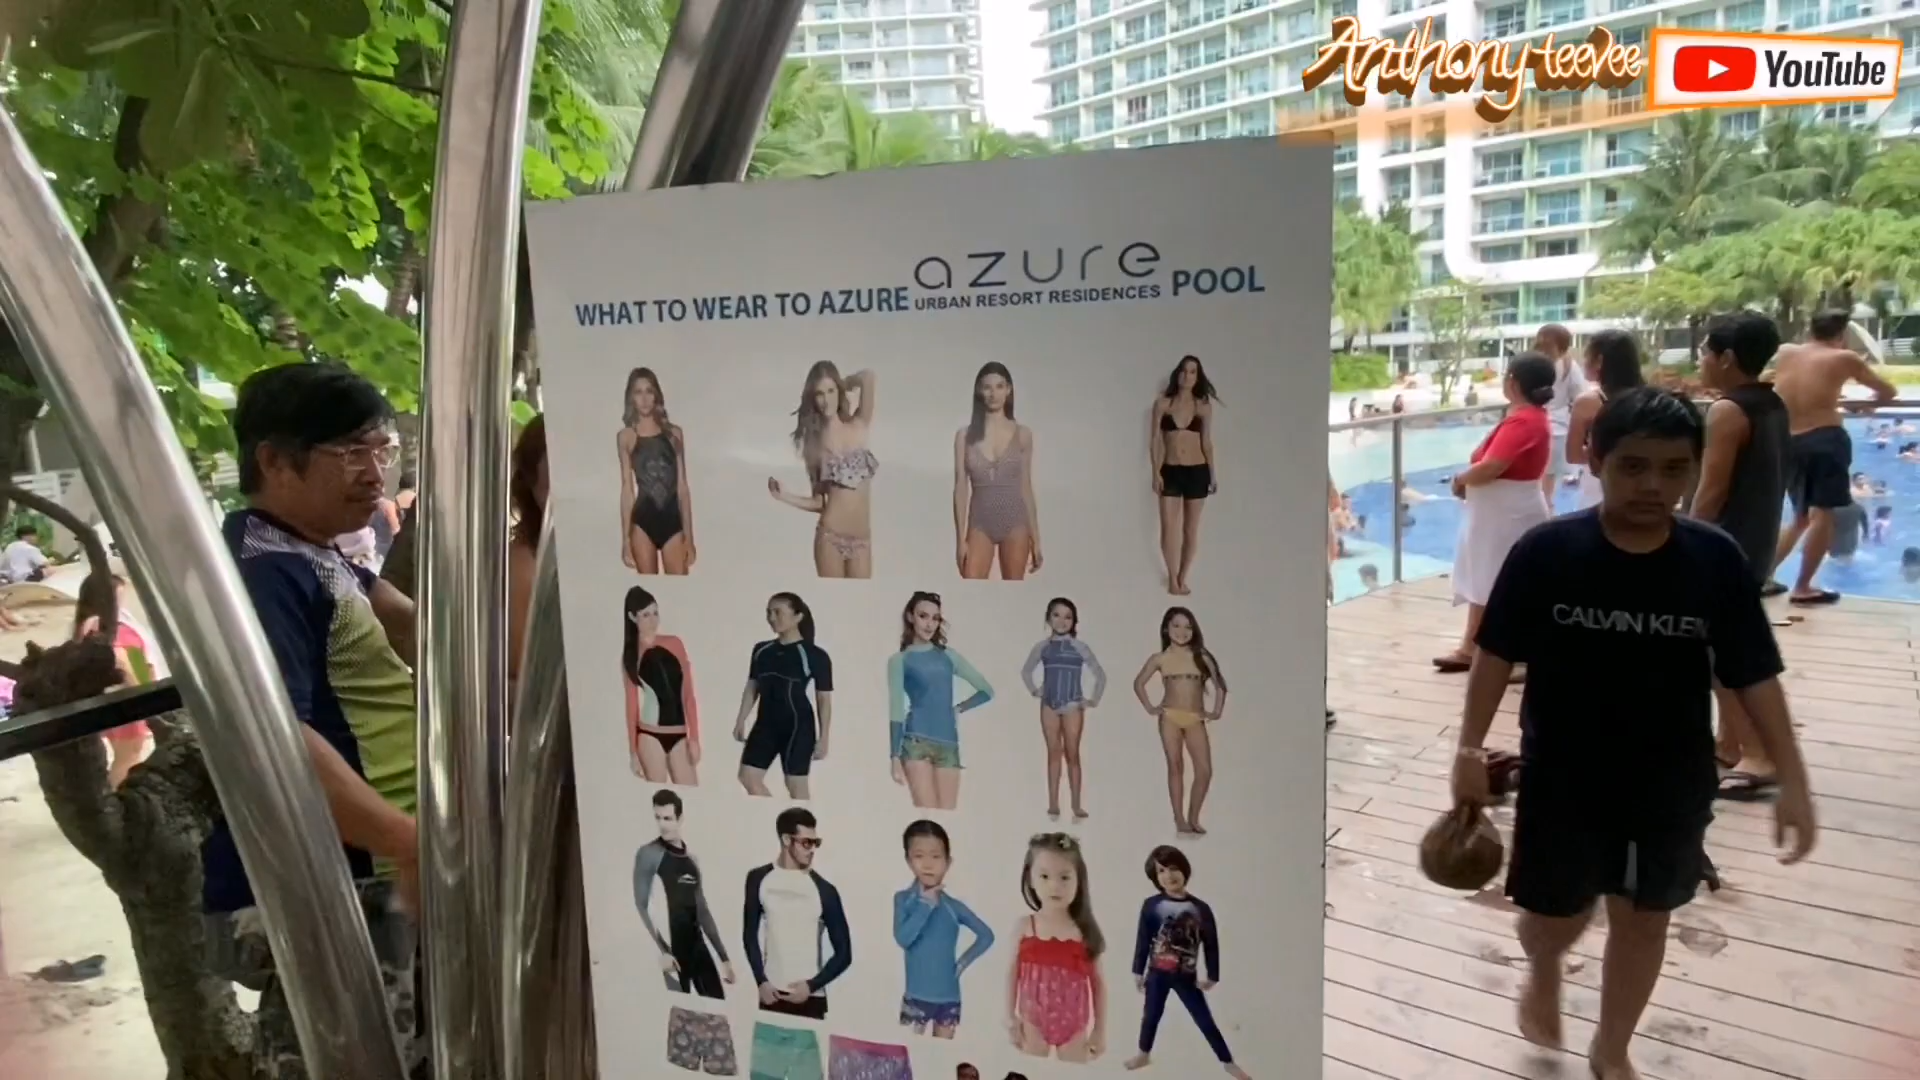 Anthony teevee
YouTube
azure
WHAT TO WEAR TO AZURE URBAN RESORT RESIDENCES POOL
CALVIN KLEIN